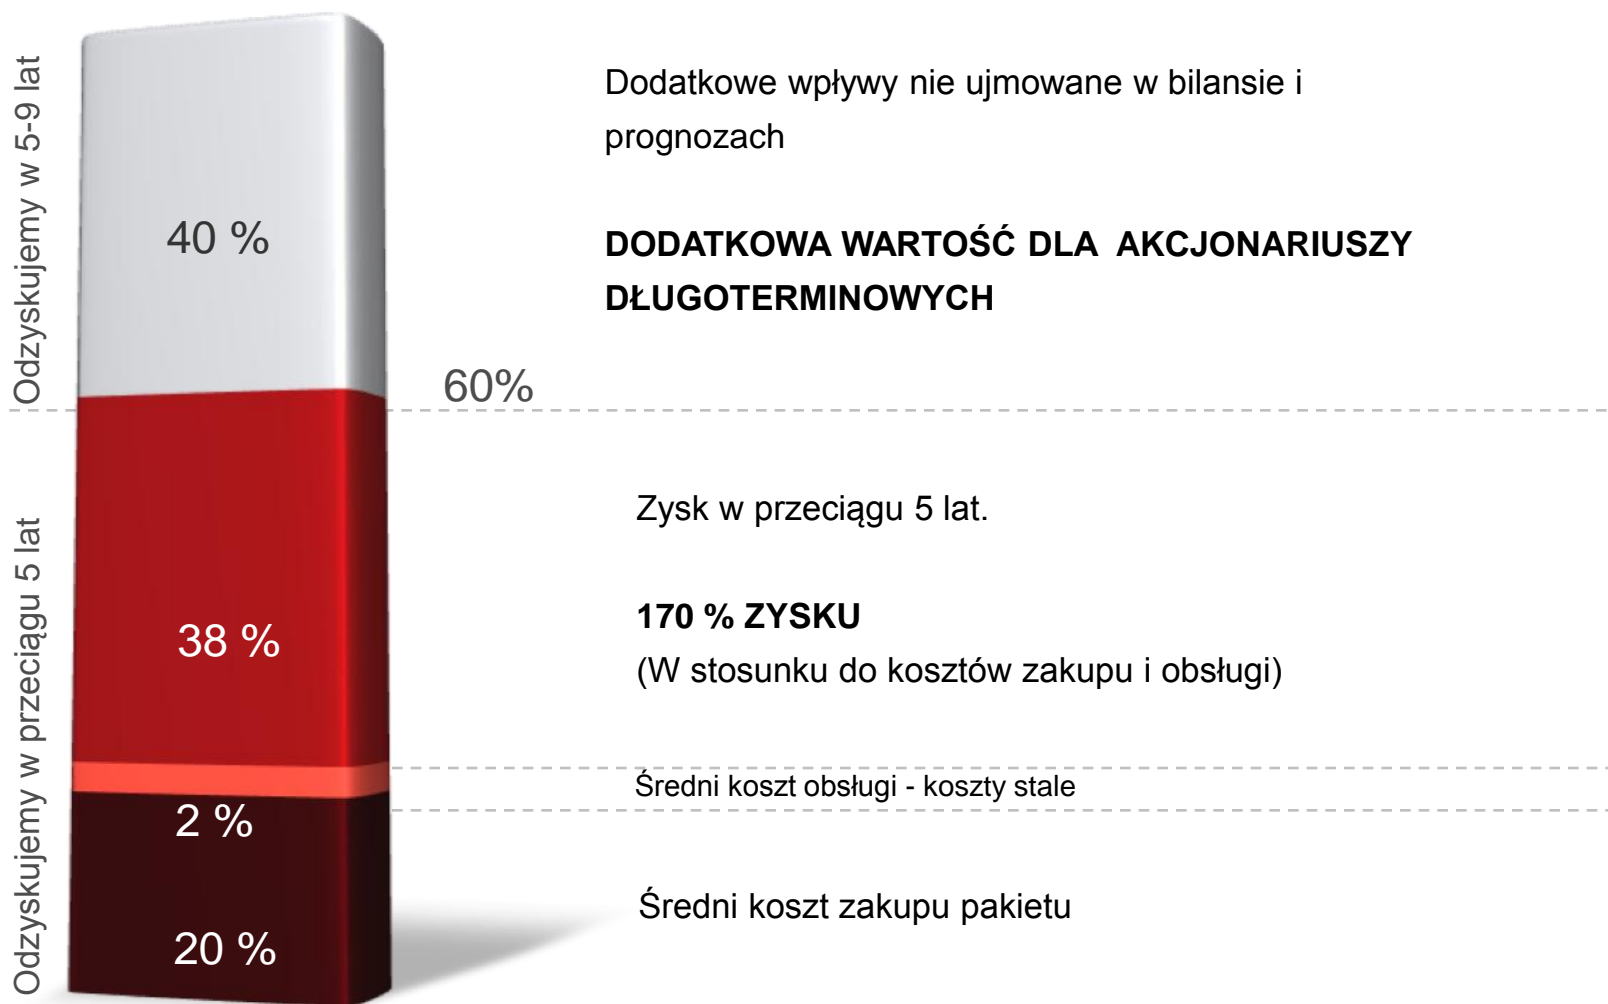 Odzyskujemy w 5-9 lat
40 %
Dodatkowe wpływy nie ujmowane w bilansie i
prognozach
DODATKOWA WARTOŚĆ DLA AKCJONARIUSZY
DŁUGOTERMINOWYCH
60%
Odzyskujemy w przeciągu 5 lat
38 %
Zysk w przeciągu 5 lat.
170 % ZYSKU
(W stosunku do kosztów zakupu i obsługi)
2 %
Średni koszt obsługi - koszty stale
20 %
Średni koszt zakupu pakietu